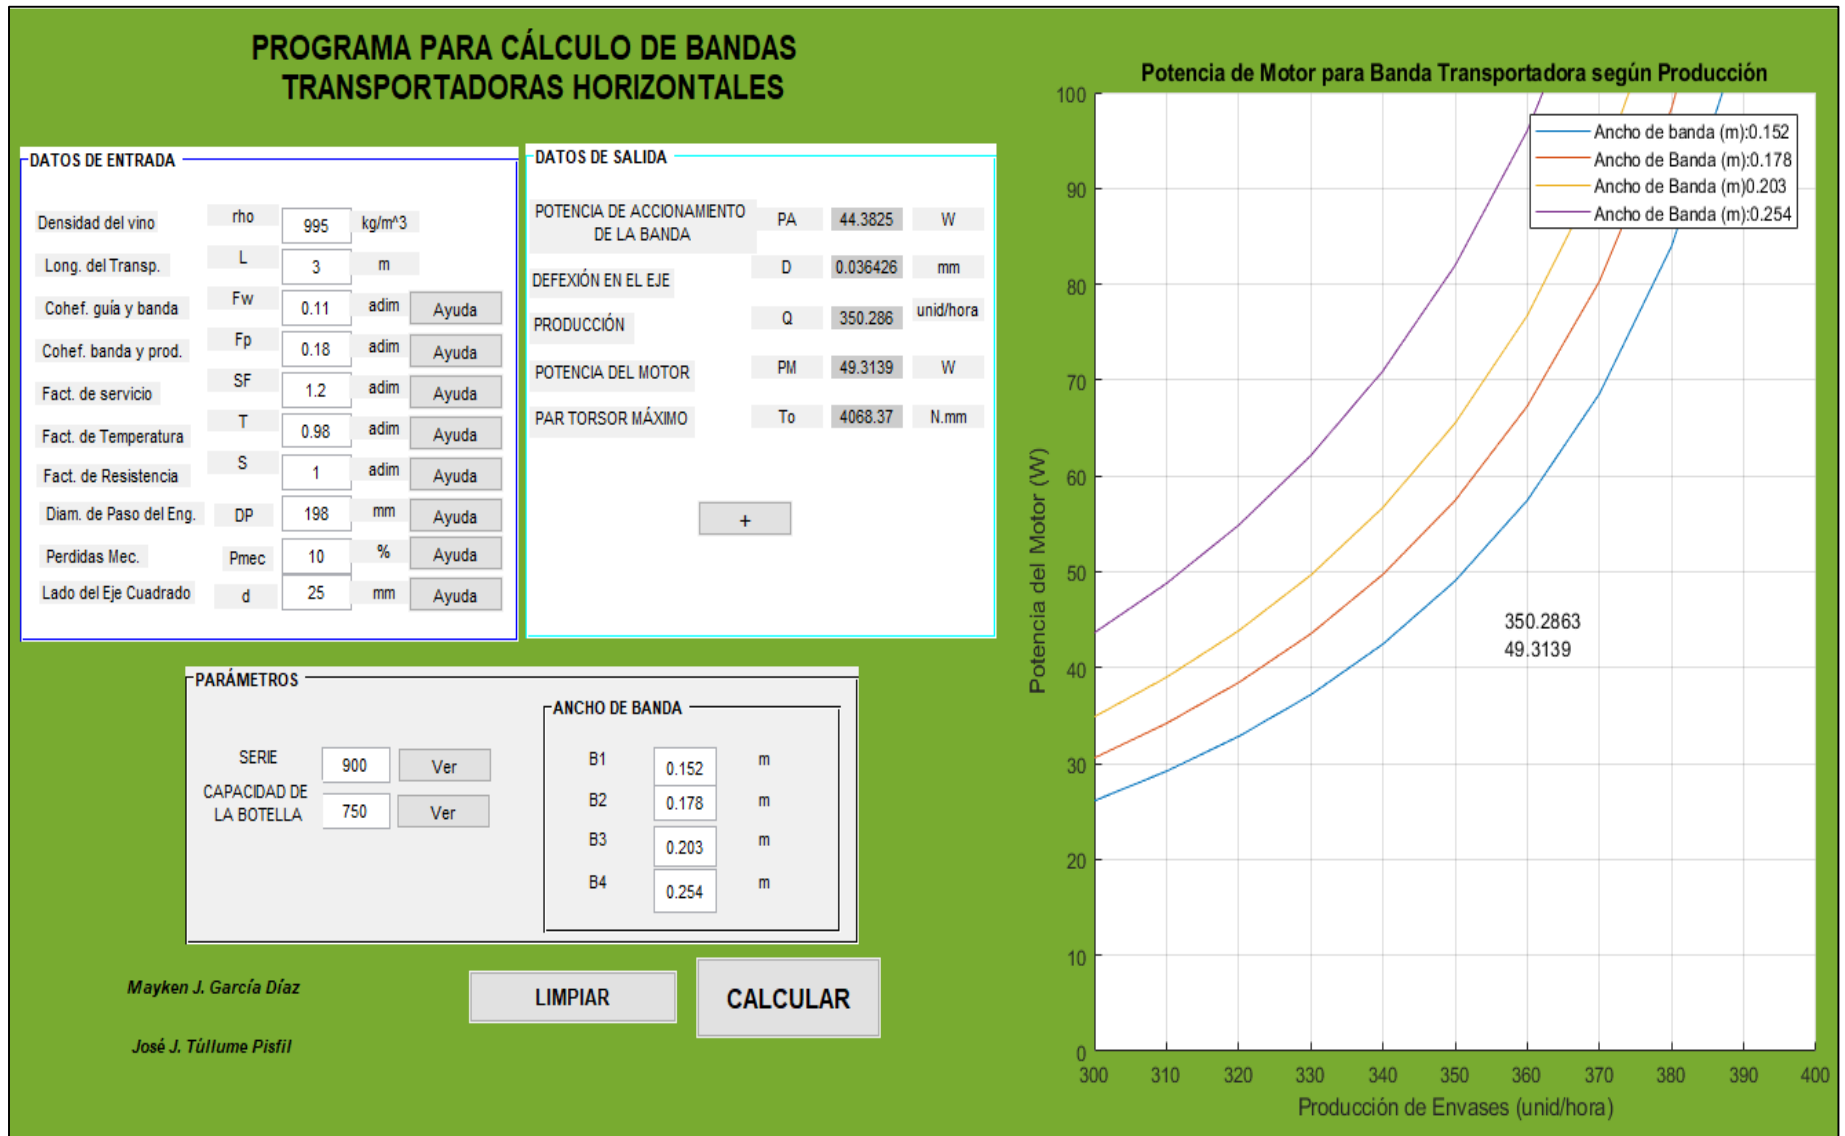 PROGRAMA PARA CÁLCULO DE BANDAS
TRANSPORTADORAS HORIZONTALES
DATOS DE ENTRADA
Densidad del vino rho 995 kg/m^3
Long. del Transp. L 3 m
Cohef. guía y banda Fw 0.11 adim Ayuda
Cohef. banda y prod. Fp 0.18 adim Ayuda
Fact. de servicio SF 1.2 adim Ayuda
Fact. de Temperatura T 0.98 adim Ayuda
Fact. de Resistencia S 1 adim Ayuda
Diam. de Paso del Eng. DP 198 mm Ayuda
Perdidas Mec. Pmec 10 % Ayuda
Lado del Eje Cuadrado d 25 mm Ayuda
DATOS DE SALIDA
POTENCIA DE ACCIONAMIENTO
DE LA BANDA PA 44.3825 W
DEFEXIÓN EN EL EJE D 0.036426 mm
PRODUCCIÓN Q 350.286 unid/hora
POTENCIA DEL MOTOR PM 49.3139 W
PAR TORSOR MÁXIMO To 4068.37 N.mm
+
PARÁMETROS
SERIE 900 Ver
CAPACIDAD DE
LA BOTELLA 750 Ver
ANCHO DE BANDA
B1 0.152 m
B2 0.178 m
B3 0.203 m
B4 0.254 m
Mayken J. García Díaz
José J. Túllume Pisfil
LIMPIAR
CALCULAR
Potencia de Motor para Banda Transportadora según Producción
Ancho de banda (m):0.152
Ancho de Banda (m):0.178
Ancho de Banda (m)0.203
Ancho de Banda (m):0.254
350.2863
49.3139
Potencia del Motor (W)
100
90
80
70
60
50
40
30
20
10
0
300 310 320 330 340 350 360 370 380 390 400
Producción de Envases (unid/hora)